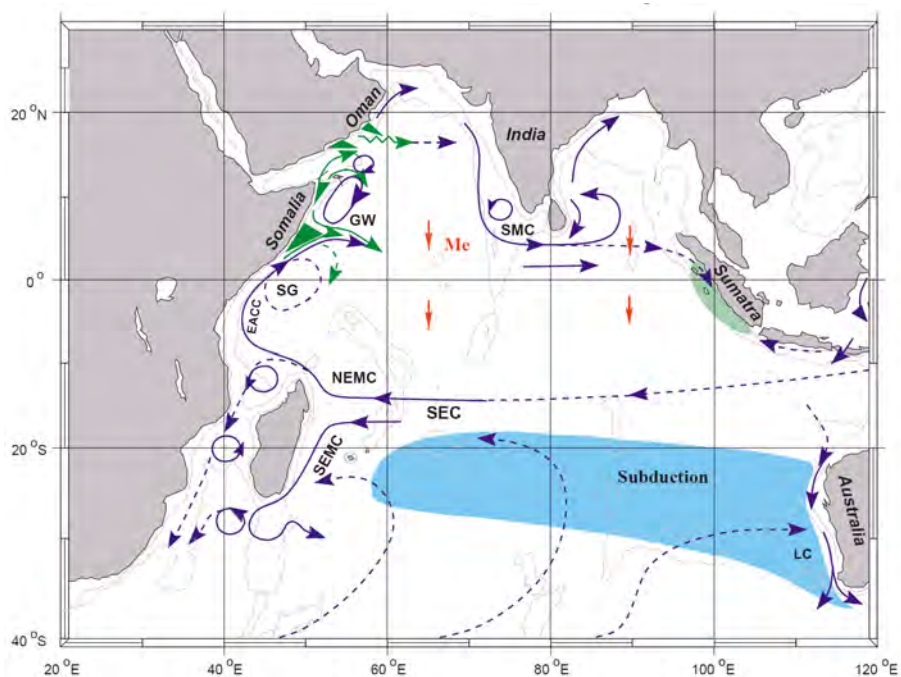 20 °N
0°
20 °S
40 °S
20 °E
40 °E
60 °E
80 °E
100 °E
120 °E
Oman
India
Somalia
GW
SMC
Me
Sumatra
SG
EACC
NEMC
SEC
SEMC
Subduction
Australia
LC